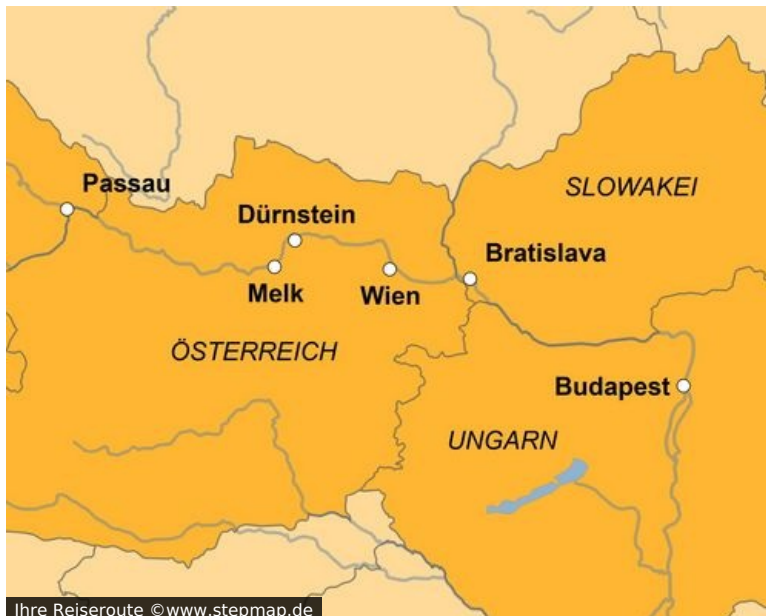 Passau
SLOWAKEI
Dürnstein
Bratislava
Melk
Wien
ÖSTERREICH
Budapest
UNGARN
Ihre Reiseroute ©www.stepmap.de